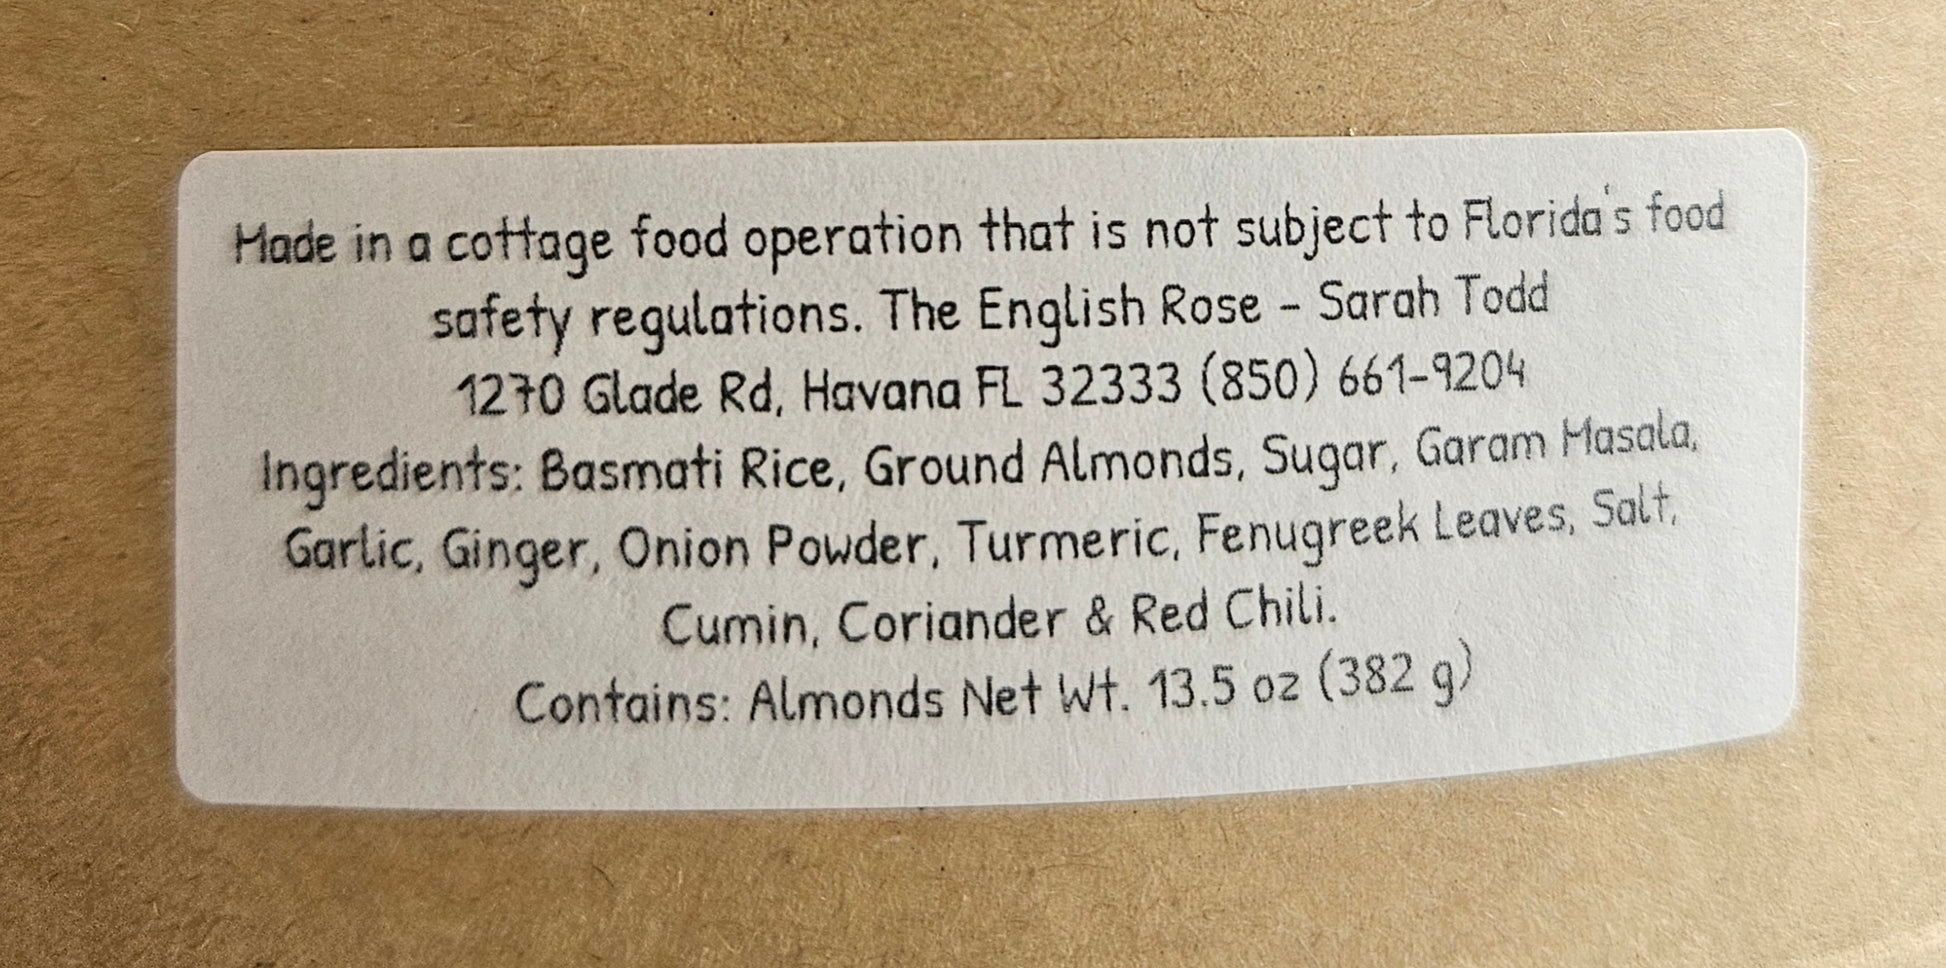 Made in a cottage food operation that is not subject to Florida's food
safety regulations. The English Rose - Sarah Todd
1270 Glade Rd, Havana FL 32333 (850) 661-9204
Ingredients: Basmati Rice, Ground Almonds, Sugar, Garam Masala,
Garlic, Ginger, Onion Powder, Turmeric, Fenugreek Leaves, Salt,
Cumin, Coriander & Red Chili.
Contains: Almonds Net Wt. 13.5 oz (382 g)